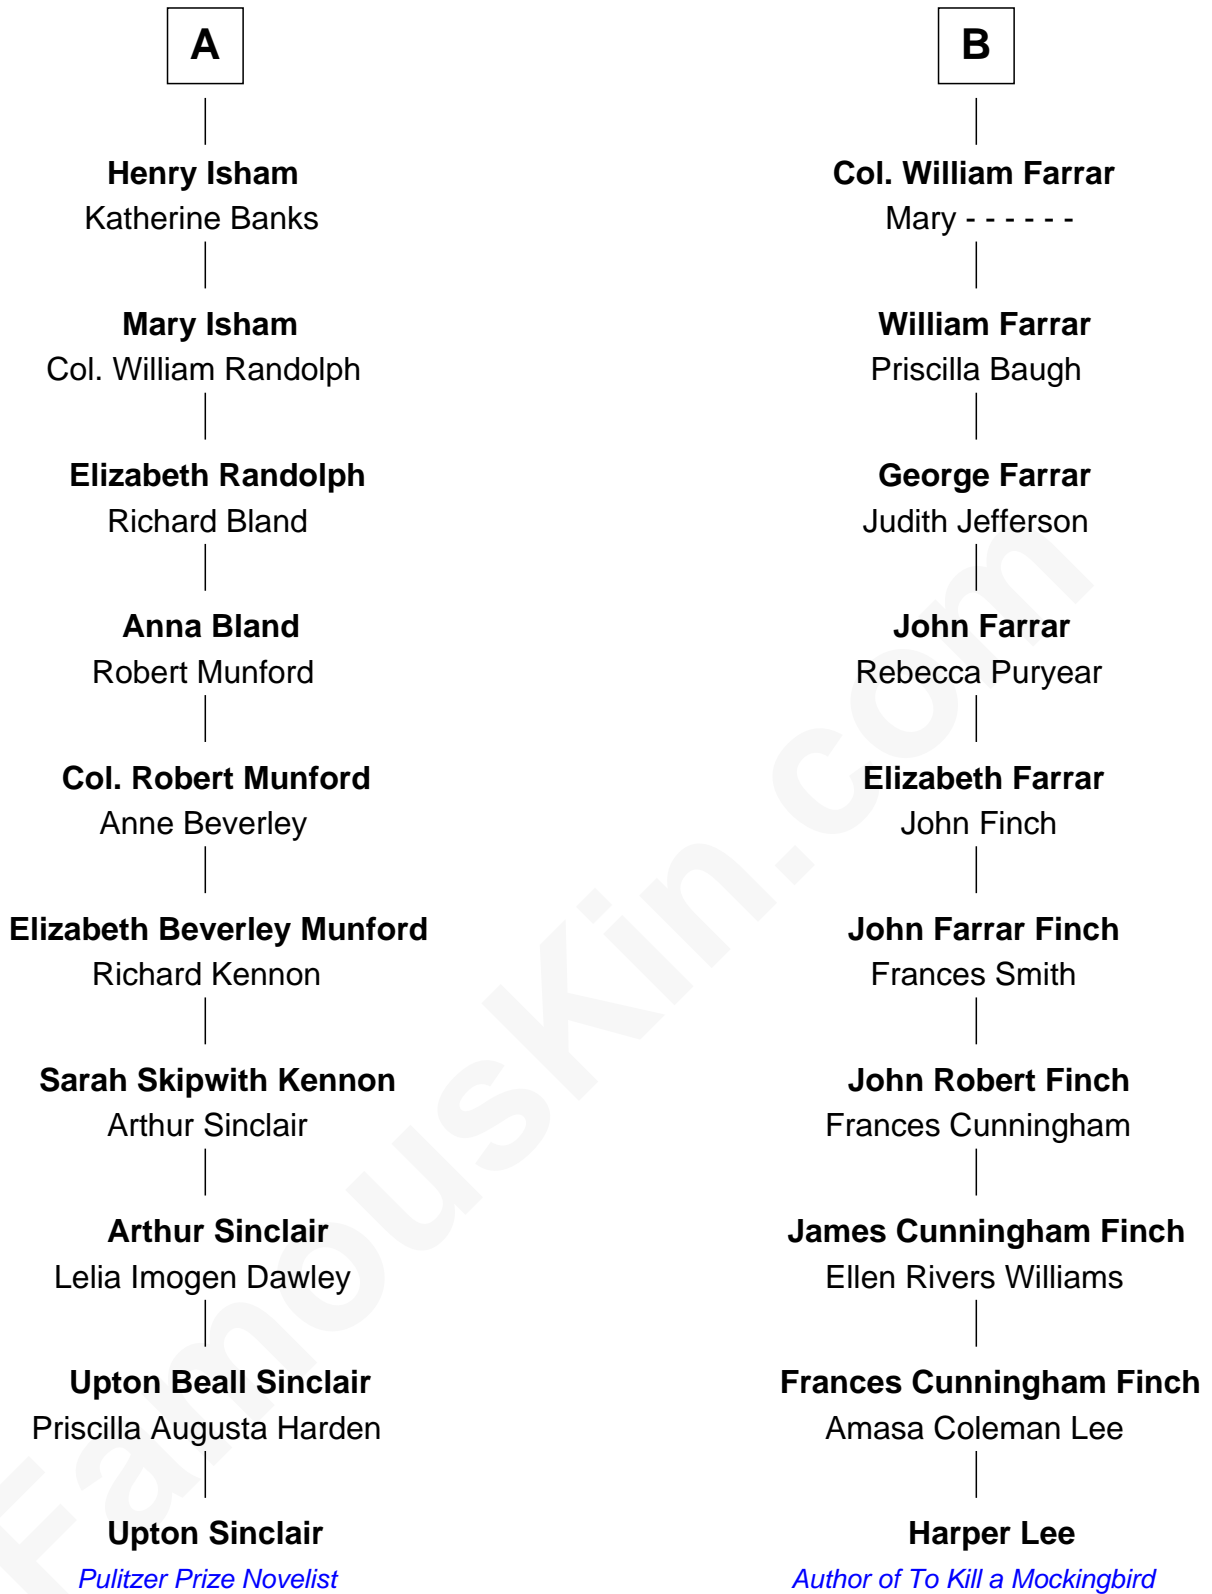 A
Henry Isham
Katherine Banks
Mary Isham
Col. William Randolph
Elizabeth Randolph
Richard Bland
Anna Bland
Robert Munford
Col. Robert Munford
Anne Beverley
Elizabeth Beverley Munford
Richard Kennon
Sarah Skipwith Kennon
Arthur Sinclair
Arthur Sinclair
Lelia Imogen Dawley
Upton Beall Sinclair
Priscilla Augusta Harden
Upton Sinclair
Pulitzer Prize Novelist
B
Col. William Farrar
Mary - - - - - -
William Farrar
Priscilla Baugh
George Farrar
Judith Jefferson
John Farrar
Rebecca Puryear
Elizabeth Farrar
John Finch
John Farrar Finch
Frances Smith
John Robert Finch
Frances Cunningham
James Cunningham Finch
Ellen Rivers Williams
Frances Cunningham Finch
Amasa Coleman Lee
Harper Lee
Author of To Kill a Mockingbird
FamousKin.com